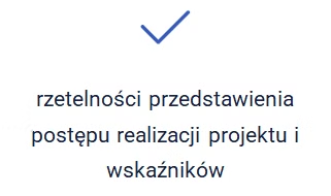 rzetelności przedstawienia
postępu realizacji projektu i
wskaźników